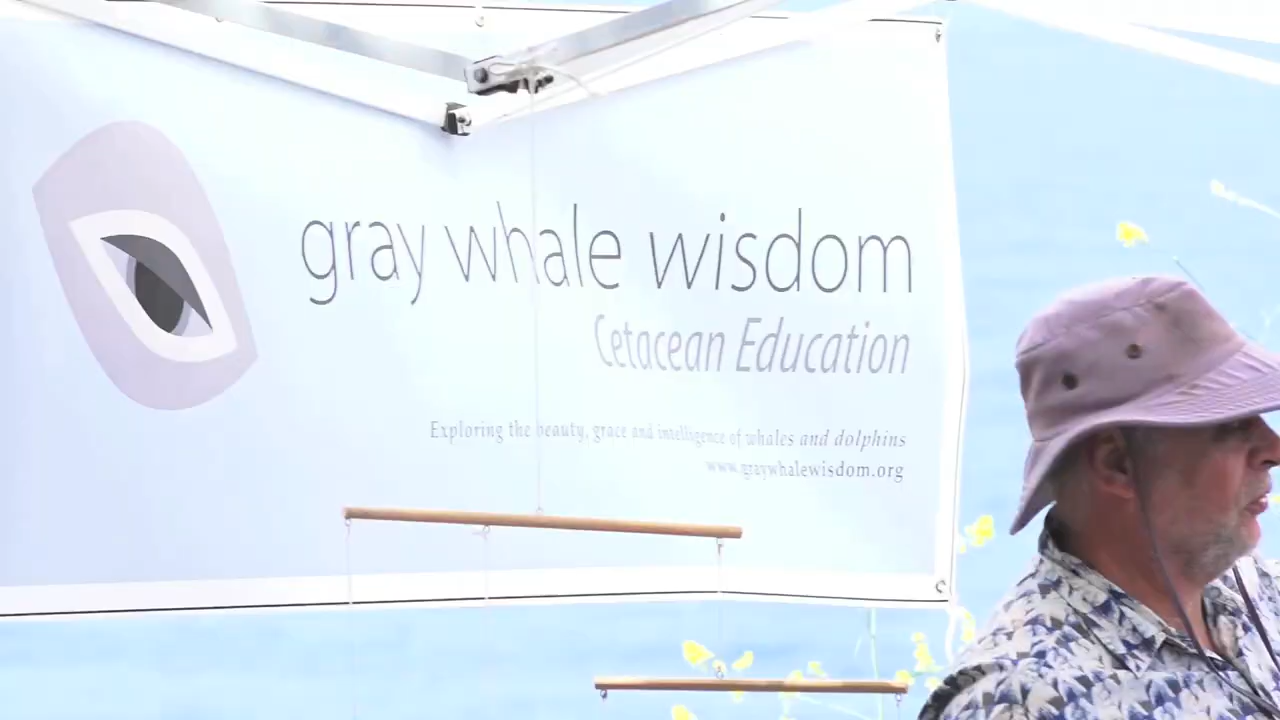 gray whale wisdom
Cetacean Education
Exploring the beauty, grace and intelligence of whales and dolphins
www.graywhalewisdom.org